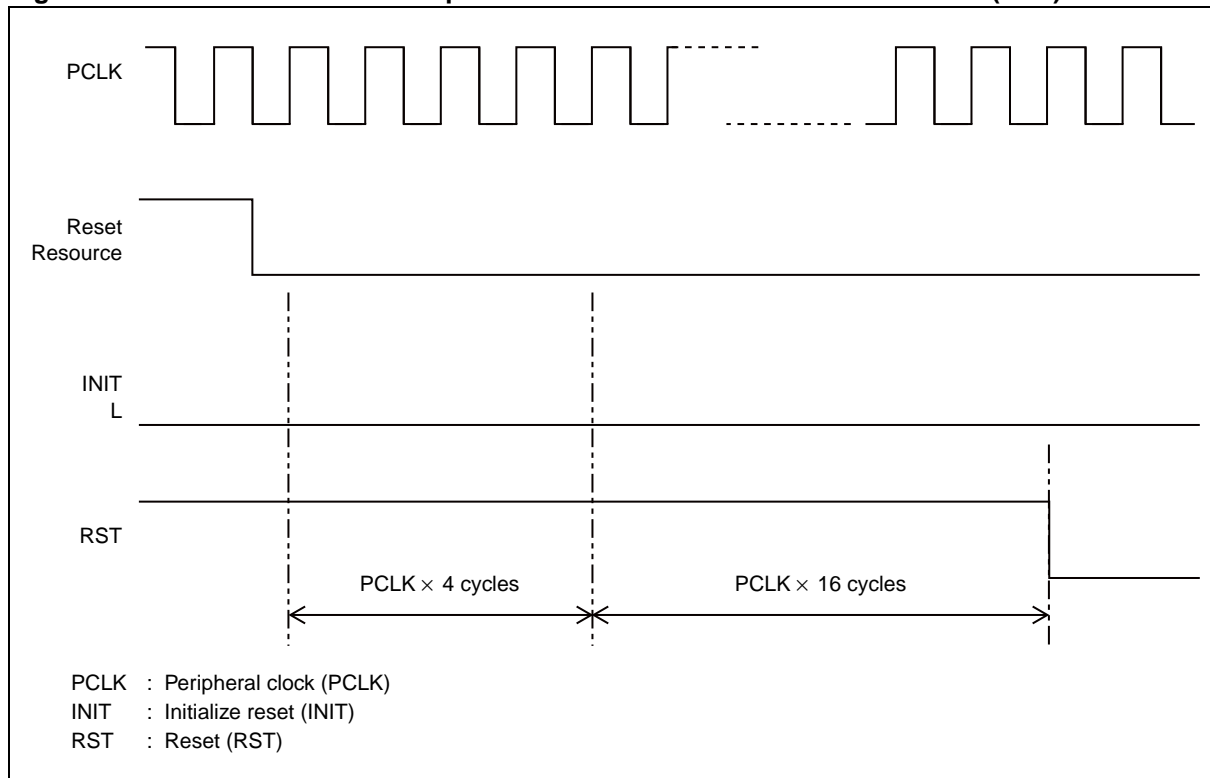 PCLK
Reset
Resource
INIT
L
RST
PCLK × 4 cycles
PCLK × 16 cycles
PCLK : Peripheral clock (PCLK)
INIT : Initialize reset (INIT)
RST : Reset (RST)